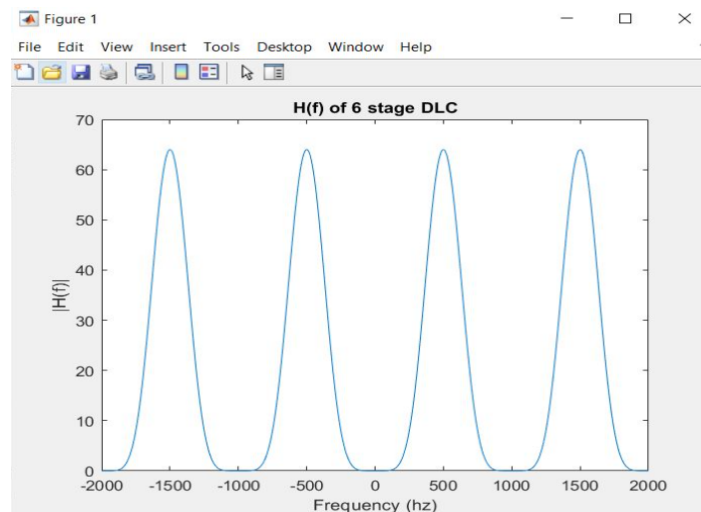 Figure 1
File Edit View Insert Tools Desktop Window Help
H(f) of 6 stage DLC
70
60
50
40
30
20
10
0
|H(f)|
-2000 -1500 -1000 -500 0 500 1000 1500 2000
Frequency (hz)